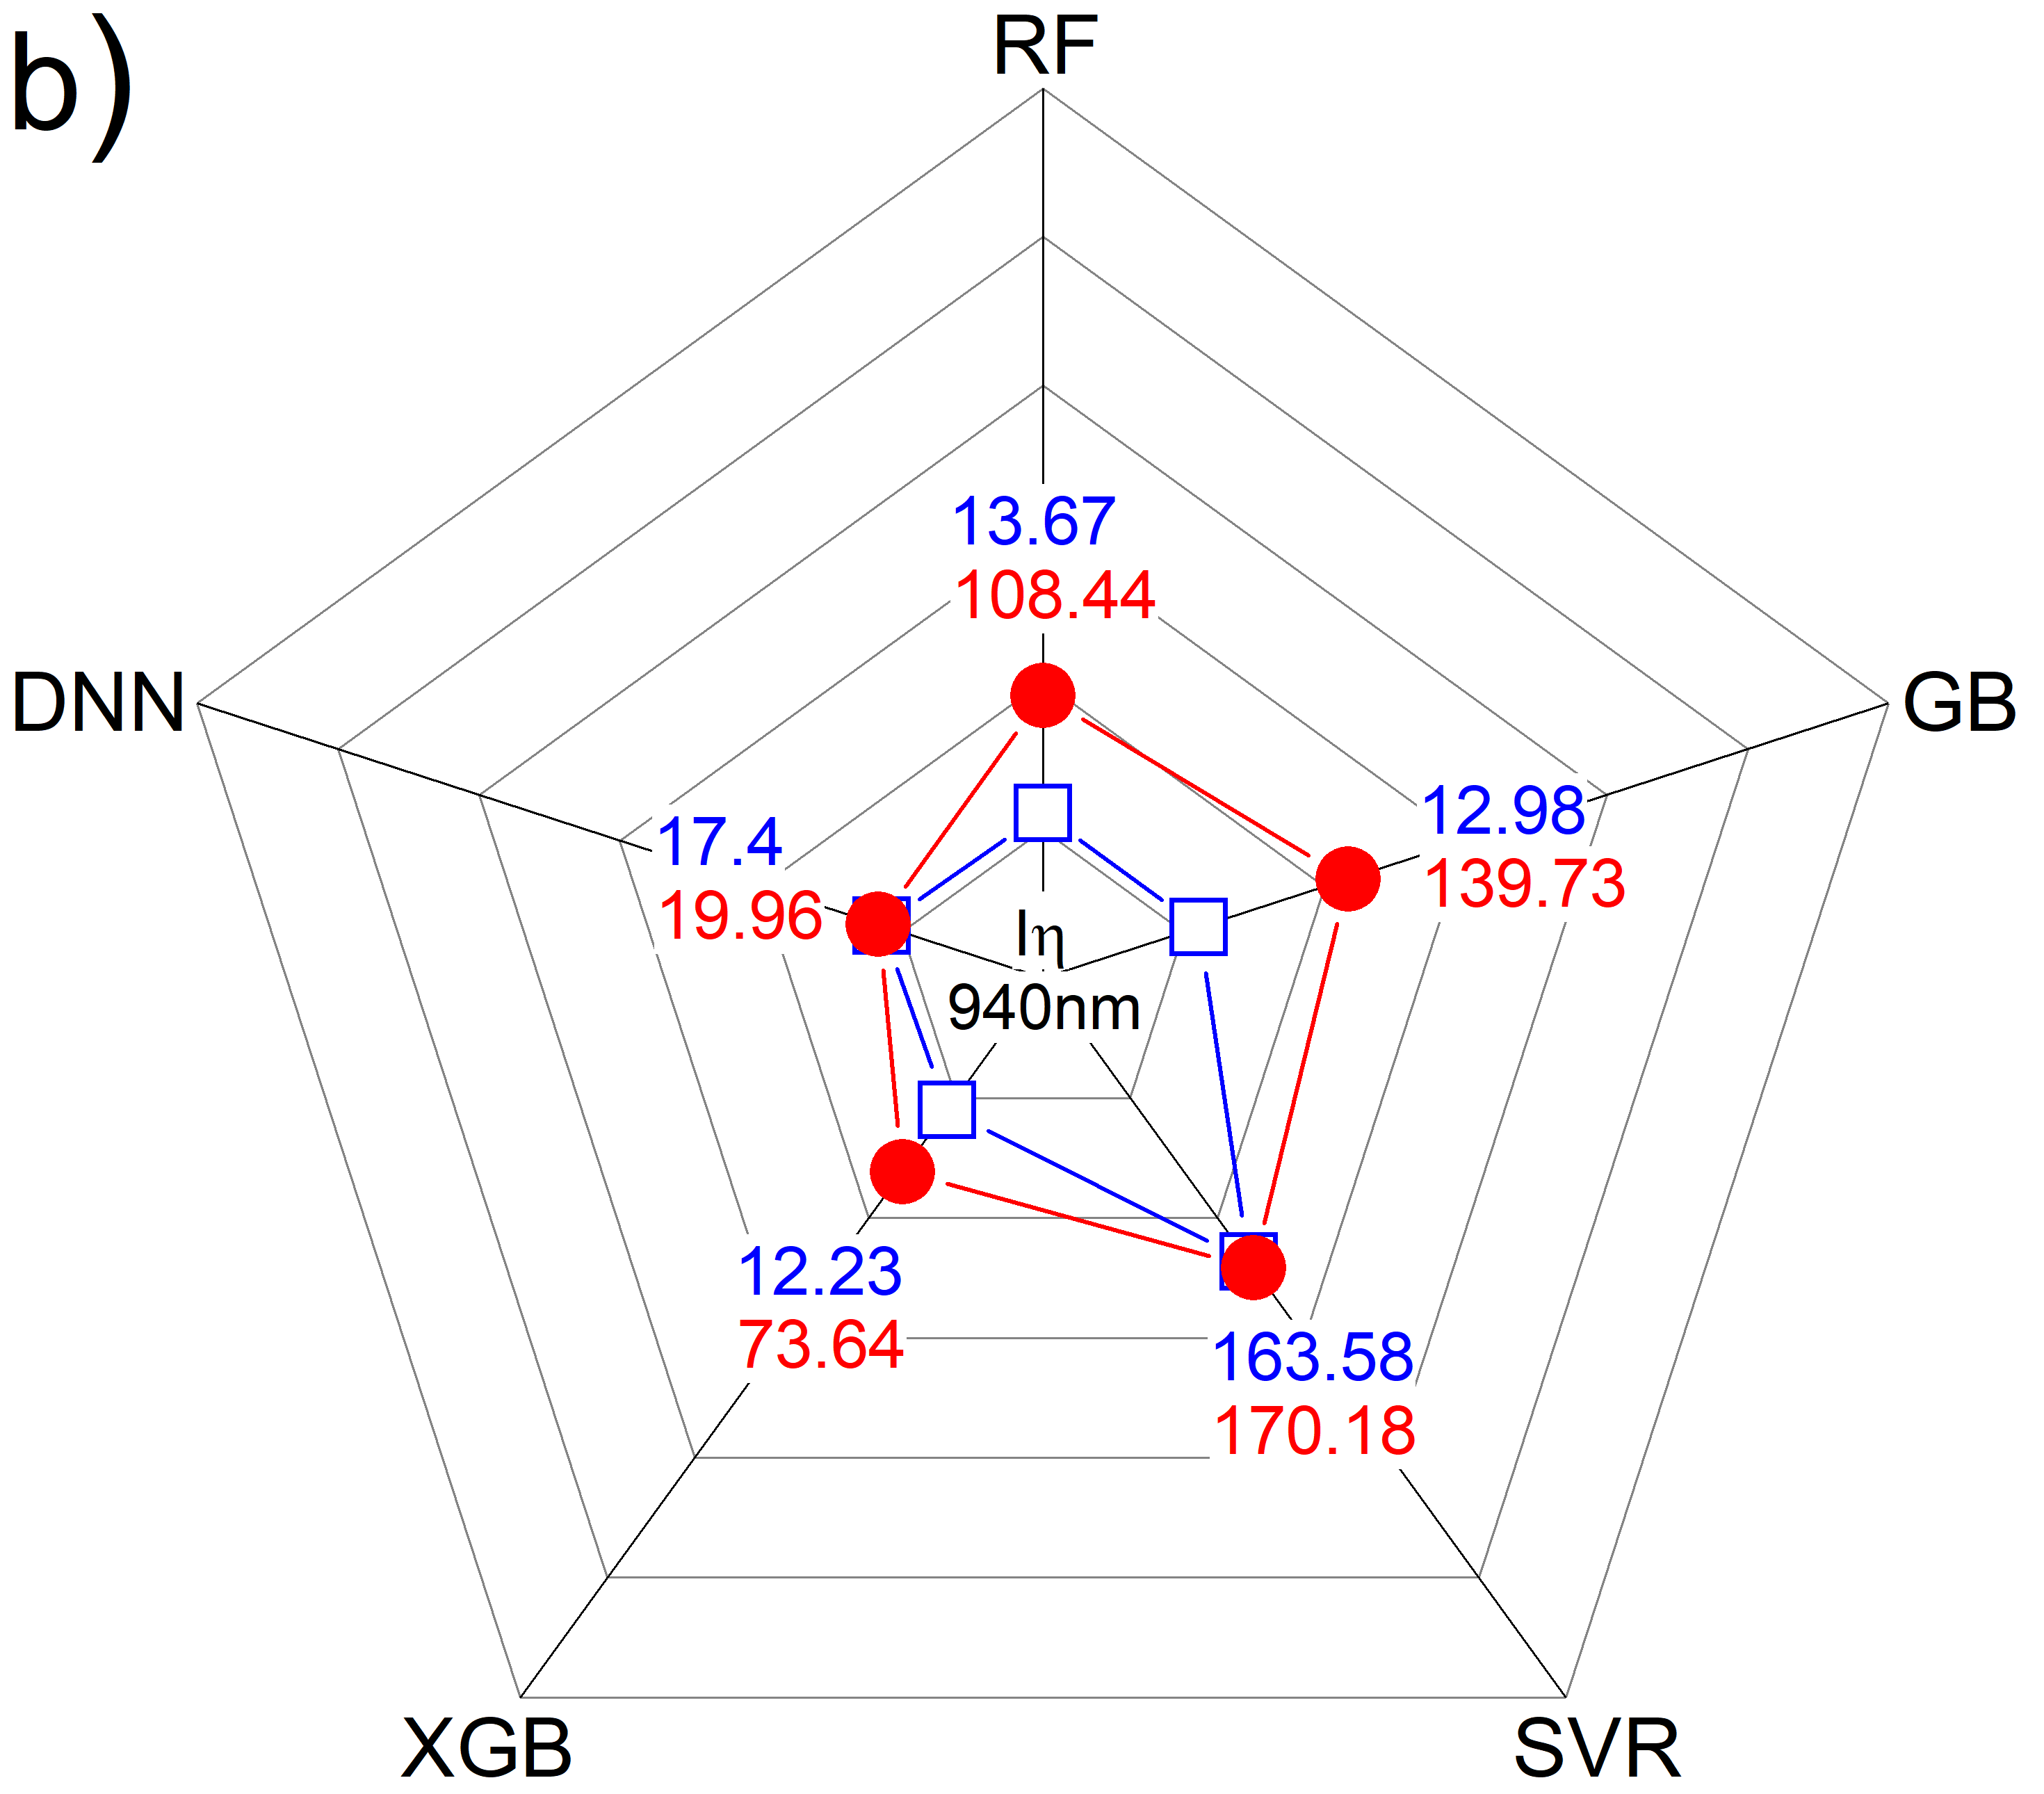 b)
RF
13.67
108.44
DNN
GB
12.98
139.73
17.4
19.96
Iη
940nm
12.23
73.64
163.58
170.18
XGB
SVR